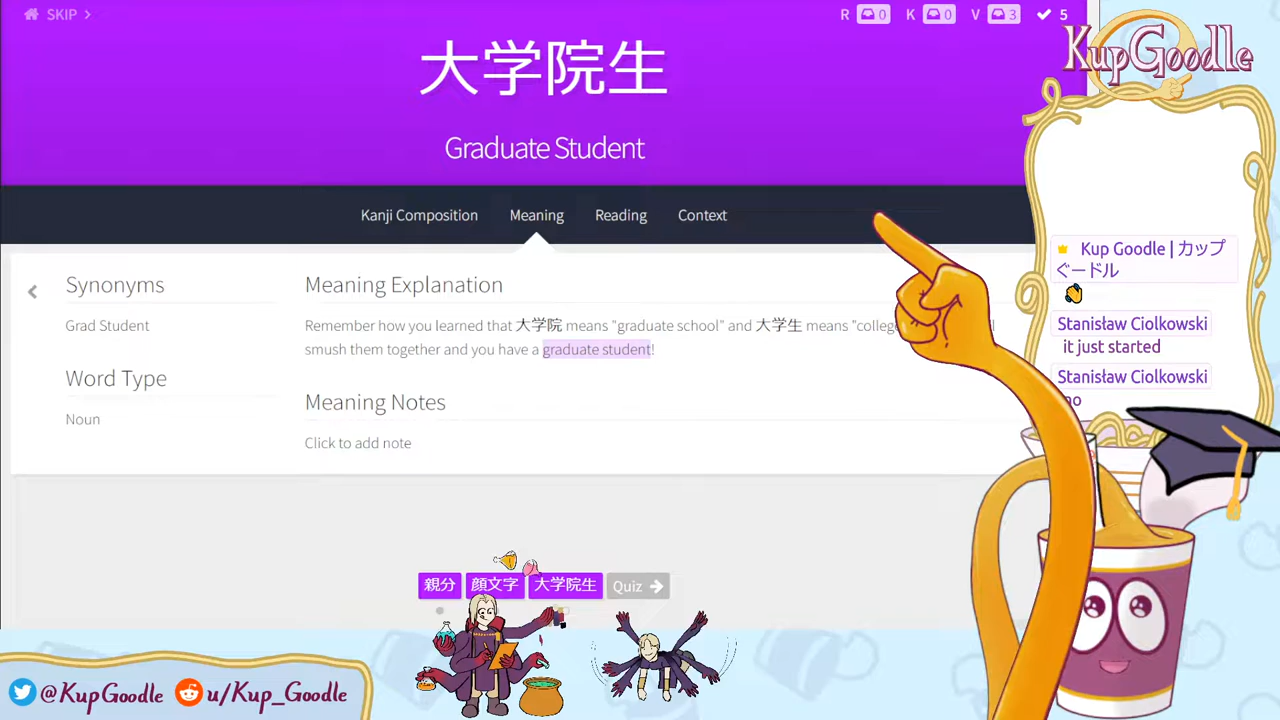 SKIP
R 0 K 0 V 3 5
大学院生
Graduate Student
Kanji Composition Meaning Reading Context
Synonyms
Grad Student
Word Type
Noun
Meaning Explanation
Remember how you learned that 大学院 means "graduate school" and 大学生 means "colleg
smush them together and you have a graduate student!
Meaning Notes
Click to add note
親分 顔文字 大学院生 Quiz
KupGoodle
Kup Goodle | カップ
ぐードル
Stanisław Ciolkowski
it just started
Stanisław Ciolkowski
no
@KupGoodle u/Kup_Goodle